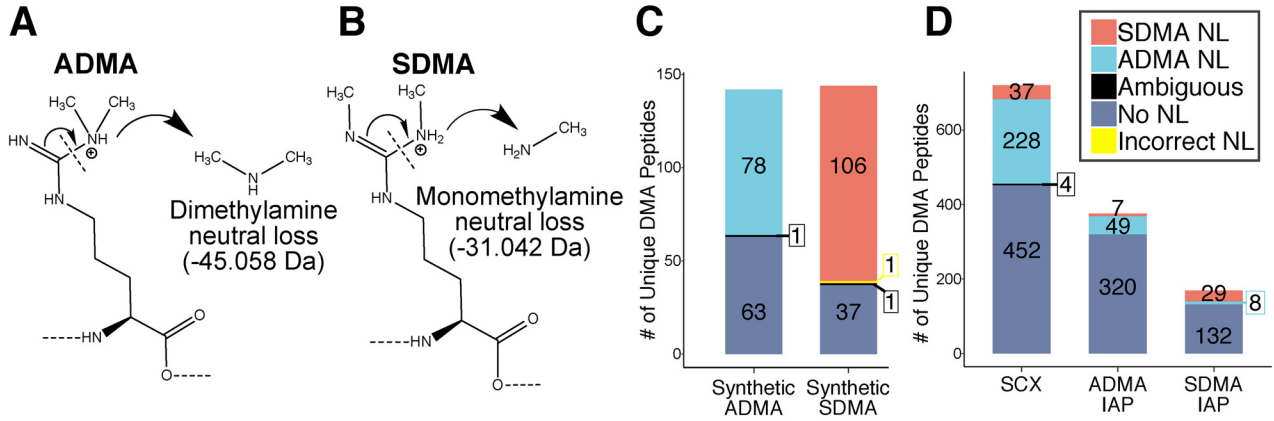 A
ADMA
H₃C
CH₃
HN
NH
⊕
HN
H₃C
CH₃
N
H
Dimethylamine
neutral loss
(-45.058 Da)
HN
O
O
B
SDMA
H₃C
H₃C
N
NH₂
⊕
HN
CH₃
H₂N
Monomethylamine
neutral loss
(-31.042 Da)
HN
O
O
C
# of Unique DMA Peptides
150
100
50
0
78
1
63
106
1
1
37
Synthetic
ADMA
Synthetic
SDMA
D
SDMA NL
ADMA NL
Ambiguous
No NL
Incorrect NL
# of Unique DMA Peptides
600
400
200
0
37
228
4
452
7
49
320
29
8
132
SCX
ADMA
IAP
SDMA
IAP